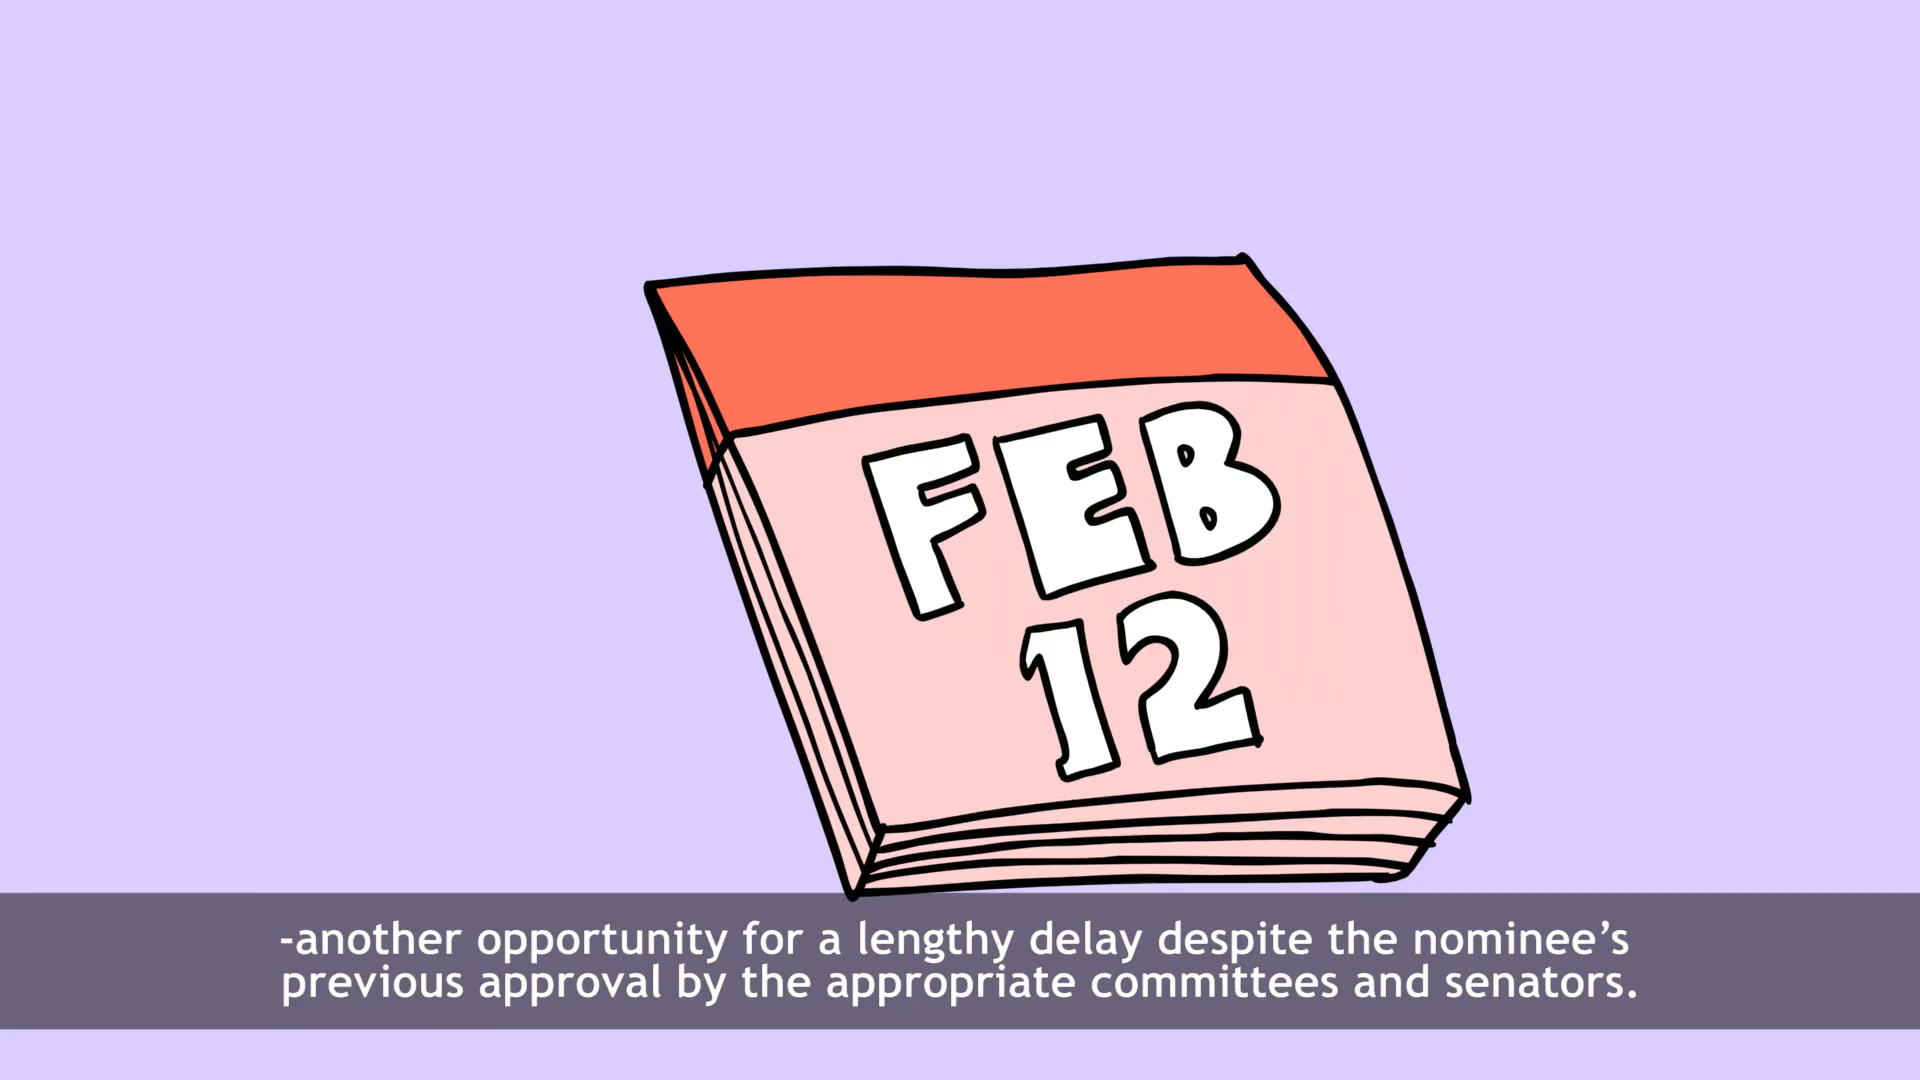 FEB
12
-another opportunity for a lengthy delay despite the nominee’s
previous approval by the appropriate committees and senators.